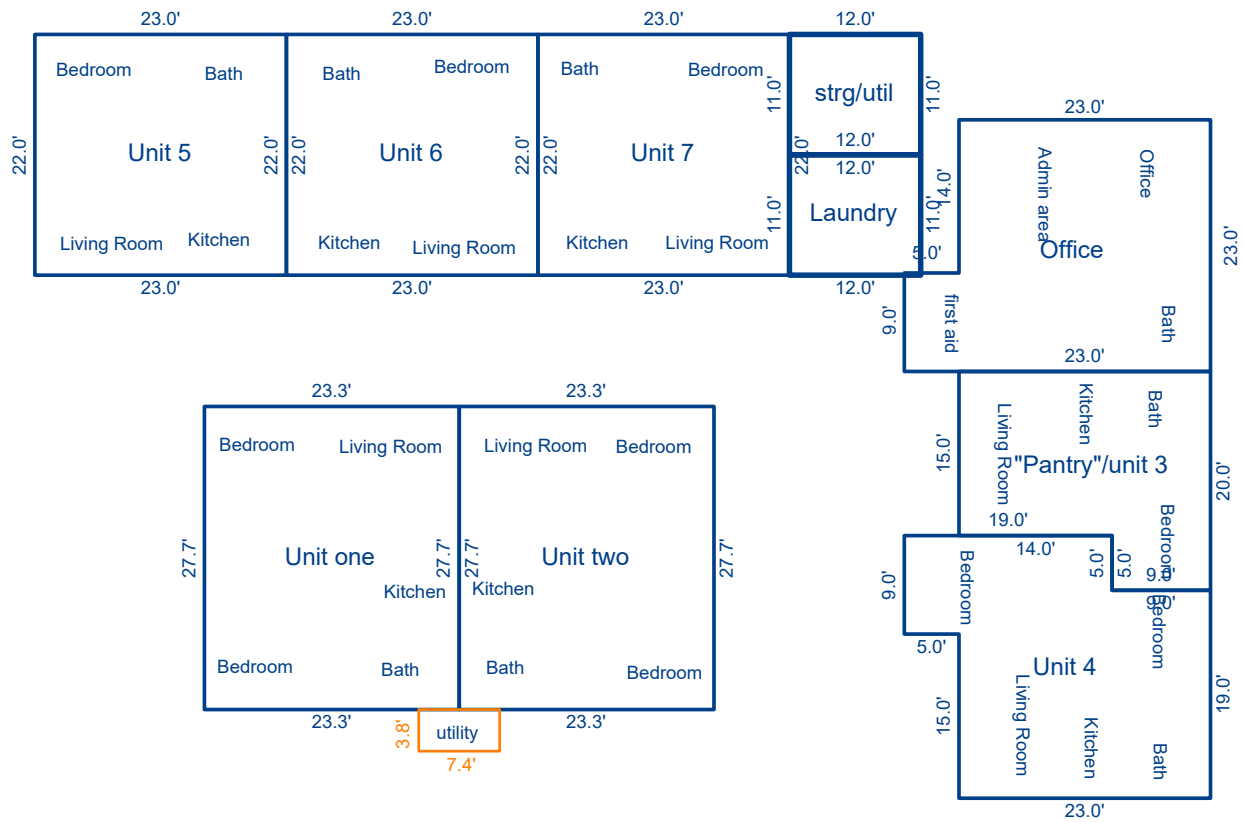 23.0' 23.0' 23.0' 12.0'
Bedroom Bath Bath Bedroom Bath Bedroom
22.0' Unit 5 22.0' 22.0' Unit 6 22.0' 22.0' Unit 7 22.0'
Living Room Kitchen Kitchen Living Room Kitchen Living Room
23.0' 23.0' 23.0' 12.0'
11.0' strg/util 11.0'
12.0'
12.0'
11.0' Laundry 11.0'
23.0'
14.0' Admin area Office
Office 23.0'
5.0'
9.0' first aid Bath
23.0'
Living Room Kitchen Bath
15.0' "Pantry"/unit 3 20.0'
Bedroom
19.0'
14.0' 5.0' 5.0' 9.0'
9.0'
9.0' Bedroom Bedroom
5.0'
Unit 4
15.0' Living Room Kitchen Bath 19.0'
23.0'
23.3' 23.3'
Bedroom Living Room Living Room Bedroom
27.7' Unit one 27.7' 27.7' Unit two 27.7'
Kitchen Kitchen
Bedroom Bath Bath Bedroom
23.3' 23.3'
3.8' utility
7.4'